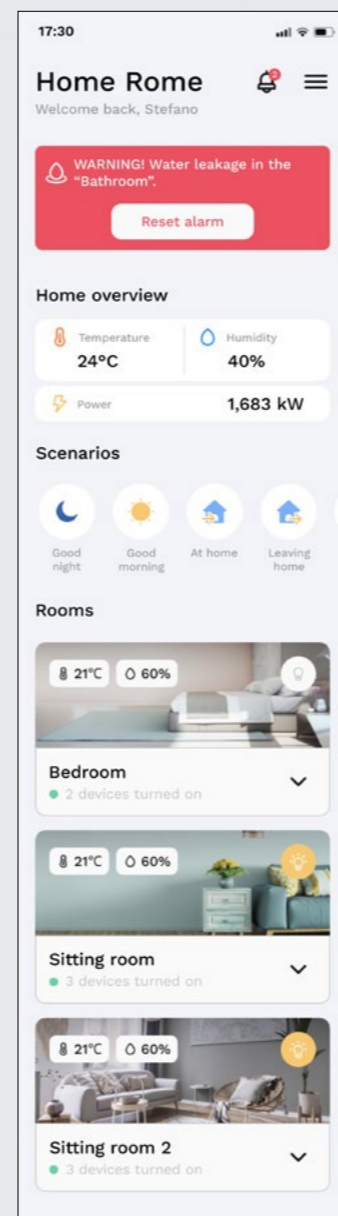 17:30
Home Rome
Welcome back, Stefano
WARNING! Water leakage in the
“Bathroom”.
Reset alarm
Home overview
Temperature
24°C
Humidity
40%
Power
1,683 kW
Scenarios
Good
night
Good
morning
At home
Leaving
home
Rooms
21°C
60%
Bedroom
2 devices turned on
21°C
60%
Sitting room
3 devices turned on
21°C
60%
Sitting room 2
3 devices turned on